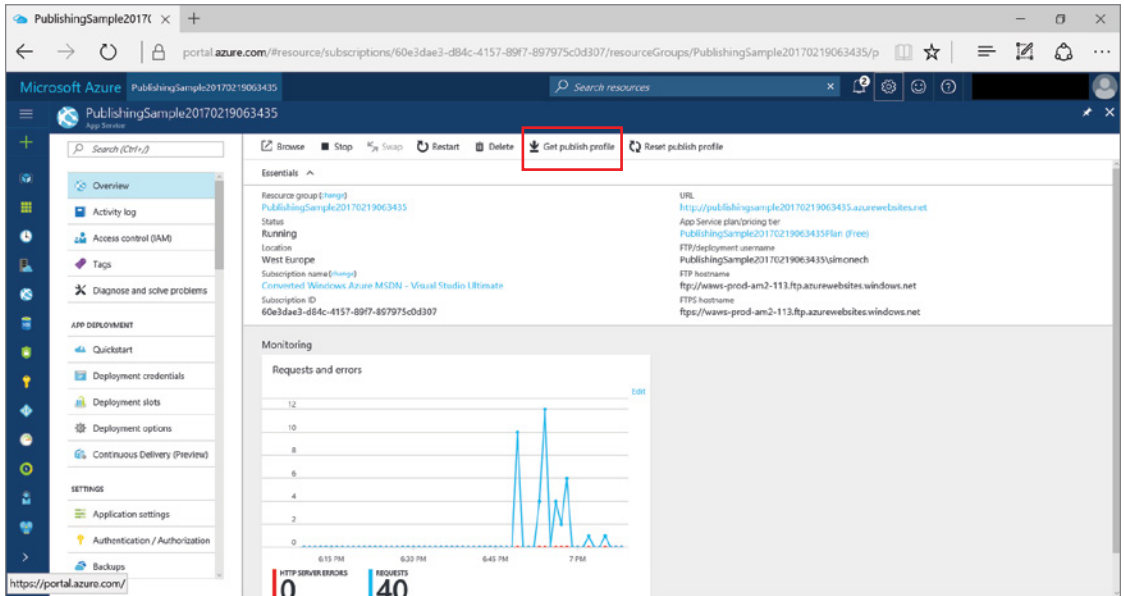 PublishingSample2017(
portal.azure.com/#resource/subscriptions/60e3dae3-d84c-4157-89f7-897975c0d307/resourceGroups/PublishingSample20170219063435/p
Microsoft Azure PublishingSample20170219063435
Search resources
2
PublishingSample20170219063435
App Service
Search (Ctrl+/)
Browse Stop Swap Restart Delete Get publish profile Reset publish profile
Overview
Activity log
Access control (IAM)
Tags
Diagnose and solve problems
APP DEPLOYMENT
Quickstart
Deployment credentials
Deployment slots
Deployment options
Continuous Delivery (Preview)
SETTINGS
Application settings
Authentication / Authorization
Backups
https://portal.azure.com/
Essentials
Resource group (change)
PublishingSample20170219063435
Status
Running
Location
West Europe
Subscription name (change)
Converted Windows Azure MSDN - Visual Studio Ultimate
Subscription ID
60e3dae3-d84c-4157-89f7-897975c0d307
URL
http://publishingsample20170219063435.azurewebsites.net
App Service plan/pricing tier
PublishingSample20170219063435Plan (Free)
FTP/deployment username
PublishingSample20170219063435\simonech
FTP hostname
ftp://waws-prod-am2-113.ftp.azurewebsites.windows.net
FTPS hostname
ftps://waws-prod-am2-113.ftp.azurewebsites.windows.net
Monitoring
Requests and errors
Edit
12
10
8
6
4
2
0
6:15 PM 6:30 PM 6:45 PM 7 PM
HTTP SERVER ERRORS
0
REQUESTS
40